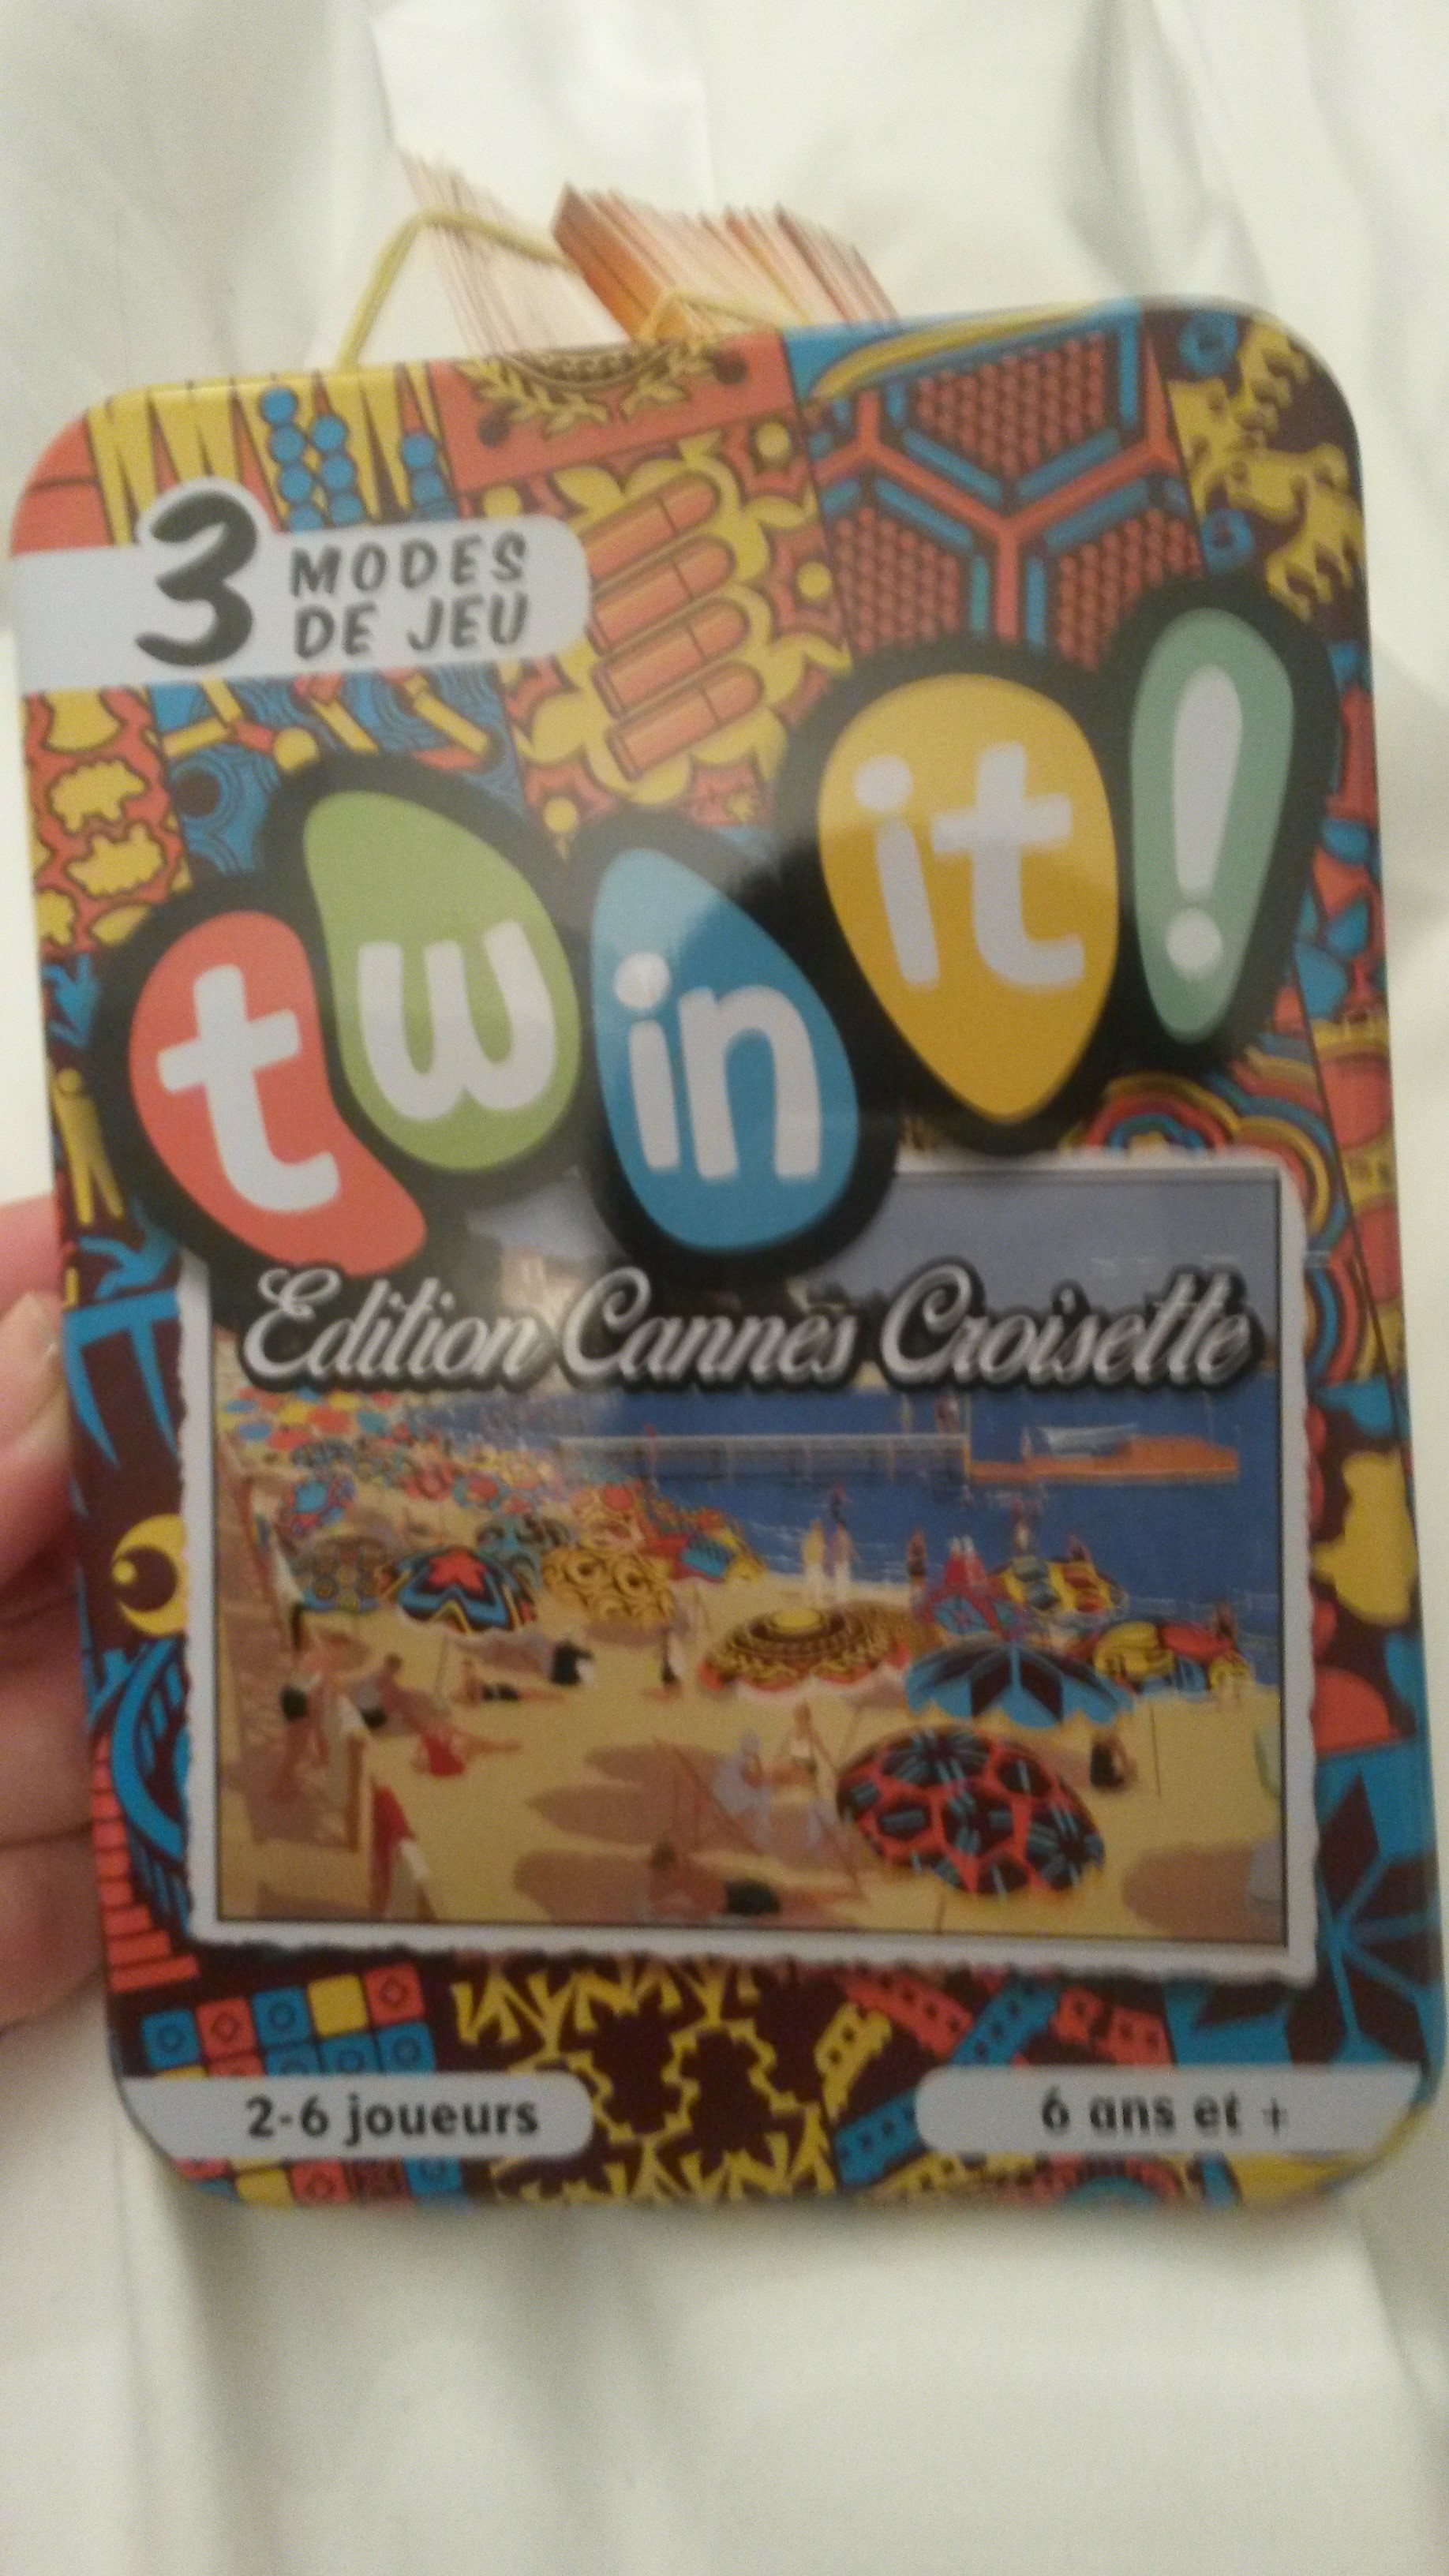 3 MODES
DE JEU
twin it!
Edition Cannes Croisette
2-6 joueurs
6 ans et +